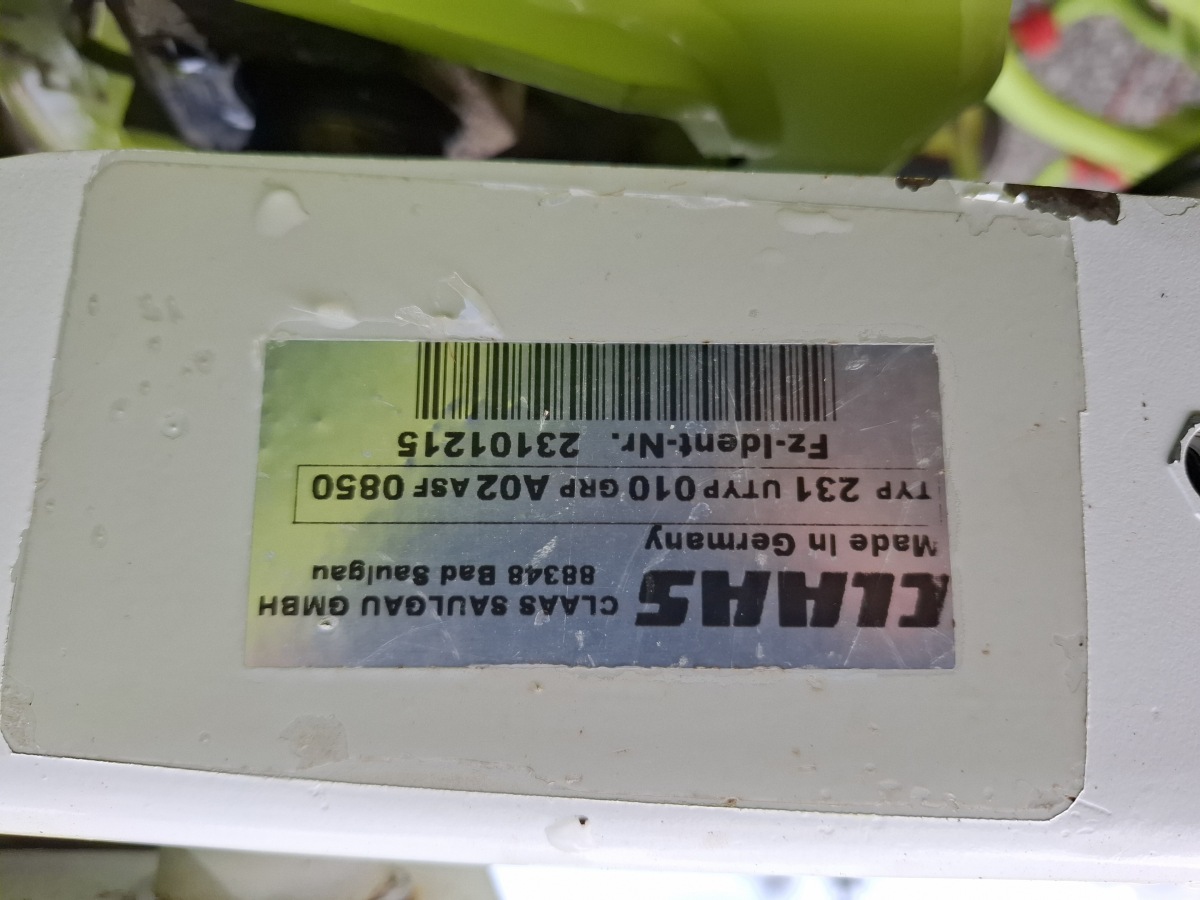 CLAAS CLAAS SAULGAU GMBH
88348 Bad Saulgau
Made In Germany
TYP 231 UTYP 010 GRP A02 ASF 0850
Fz-Ident-Nr. 23101215